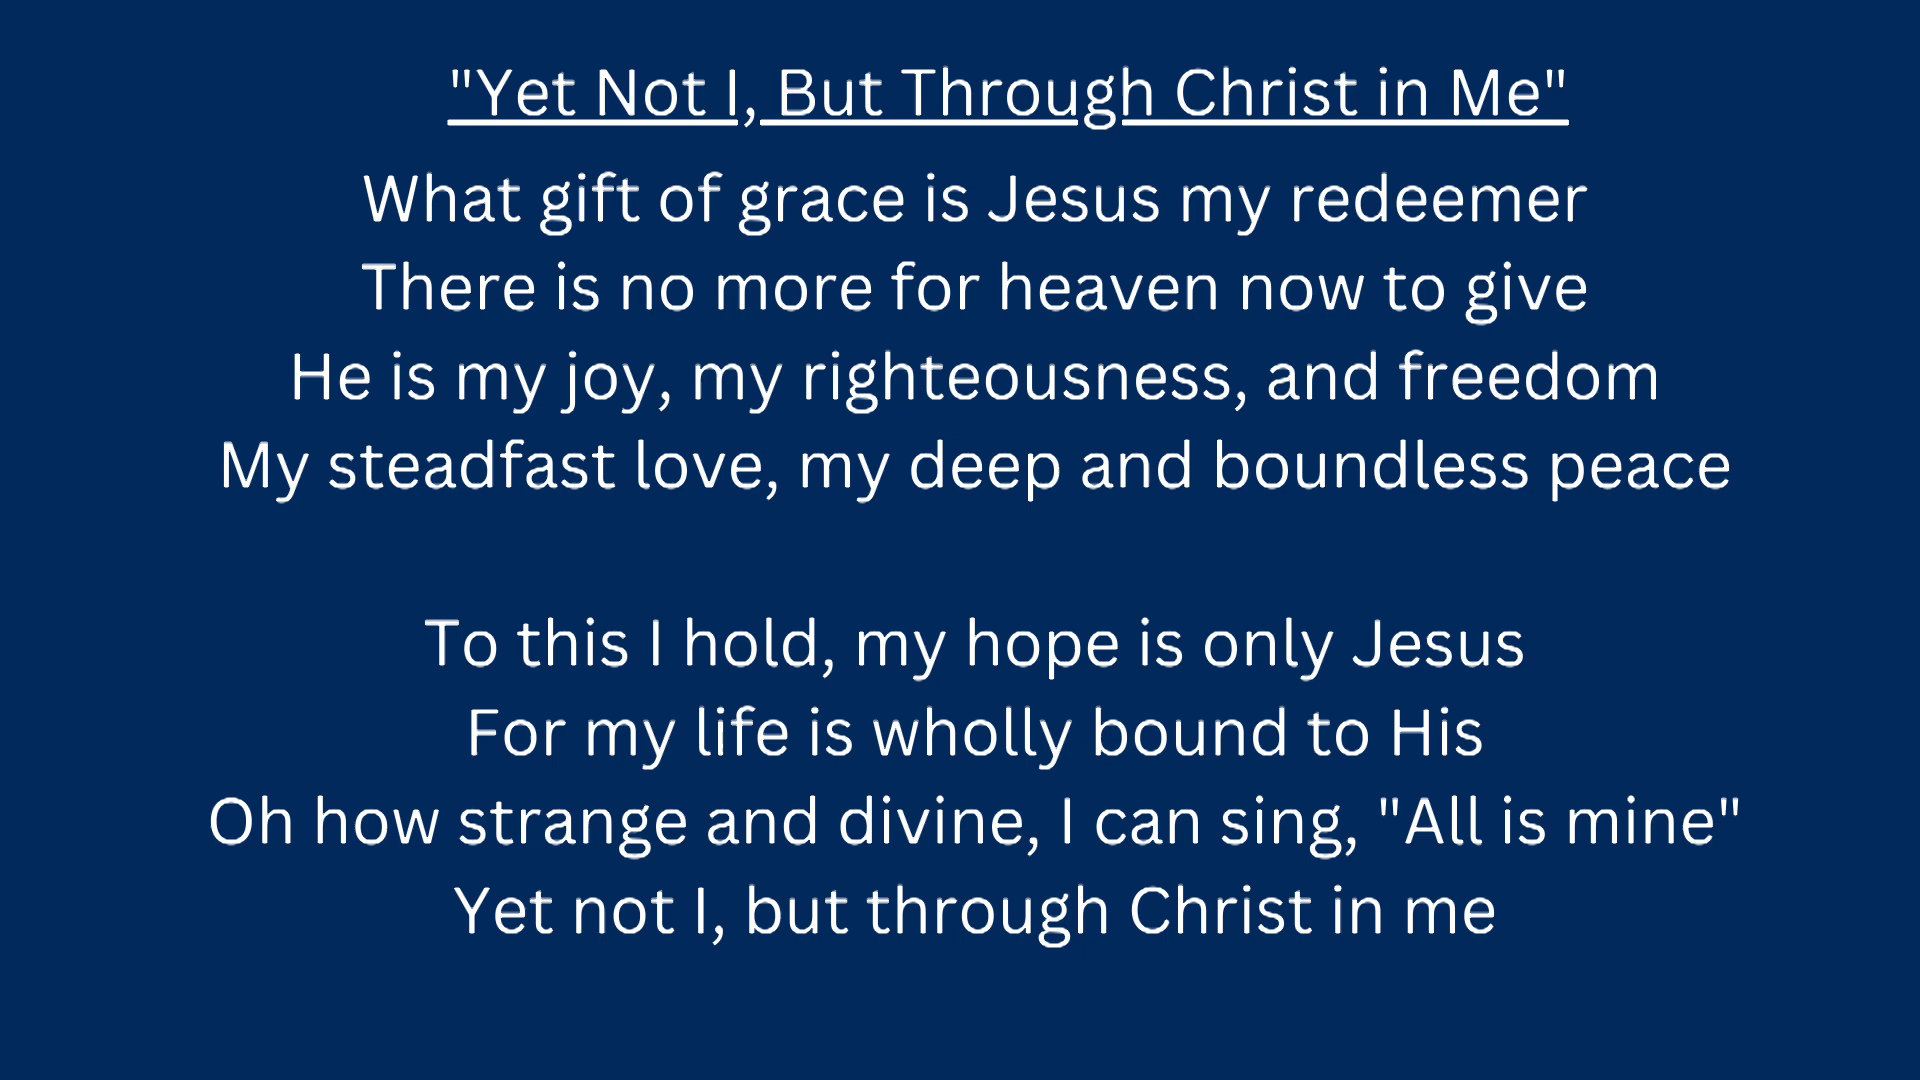 "Yet Not I, But Through Christ in Me"
What gift of grace is Jesus my redeemer
There is no more for heaven now to give
He is my joy, my righteousness, and freedom
My steadfast love, my deep and boundless peace
To this I hold, my hope is only Jesus
For my life is wholly bound to His
Oh how strange and divine, I can sing, "All is mine"
Yet not I, but through Christ in me